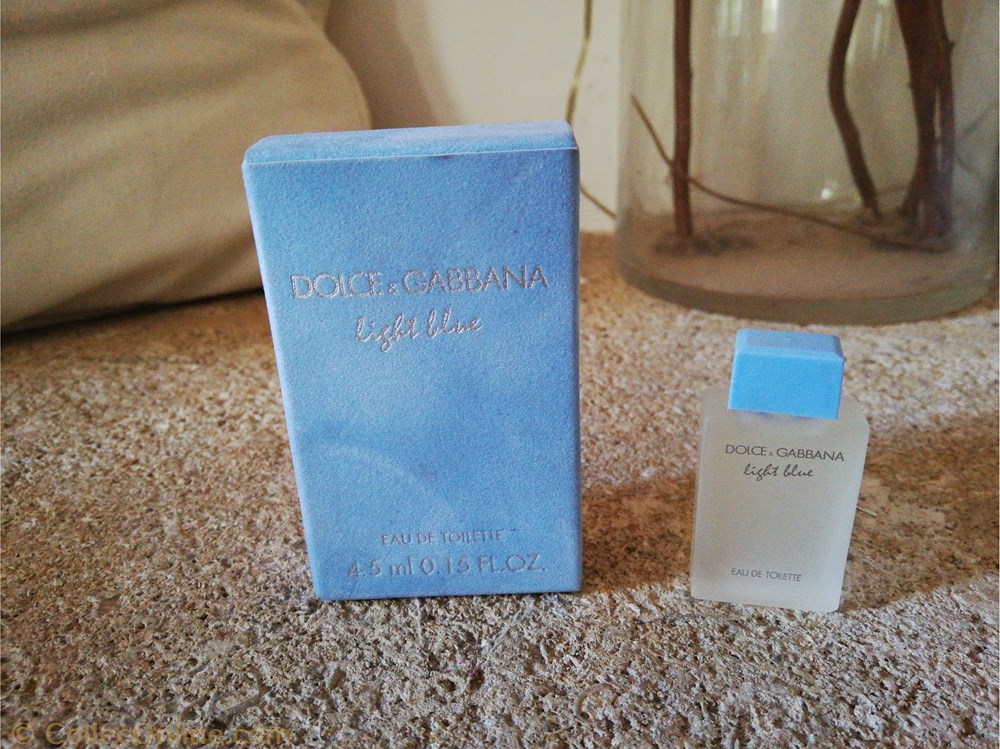 DOLCE & GABBANA
light blue
EAU DE TOILETTE
4.5 ml 0.15 FL.OZ.
DOLCE & GABBANA
light blue
EAU DE TOILETTE
CollecOnline.com